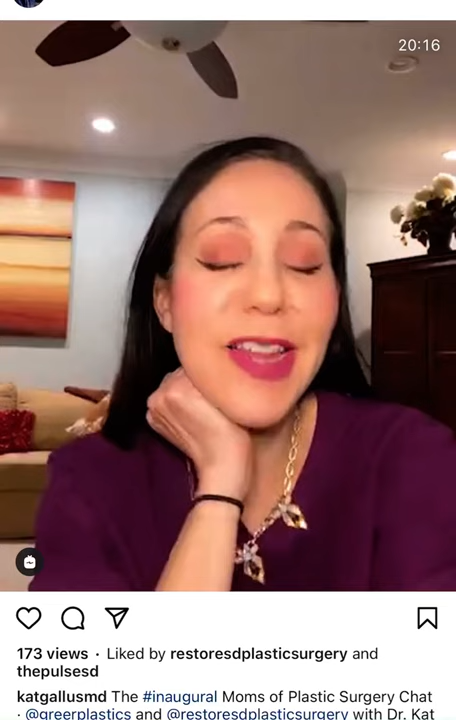 20:16
173 views · Liked by restoresdplasticsurgery and
thepulsesd
katgallusmd The #inaugural Moms of Plastic Surgery Chat
· @greerplastics and @restoresdplasticsurgery with Dr. Kat